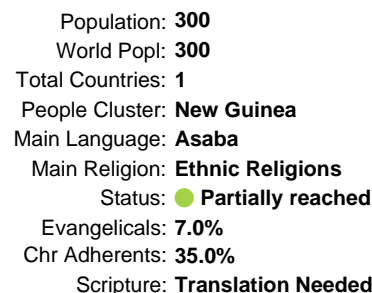 Population: 300
World Popl: 300
Total Countries: 1
People Cluster: New Guinea
Main Language: Asaba
Main Religion: Ethnic Religions
Status: Partially reached
Evangelicals: 7.0%
Chr Adherents: 35.0%
Scripture: Translation Needed